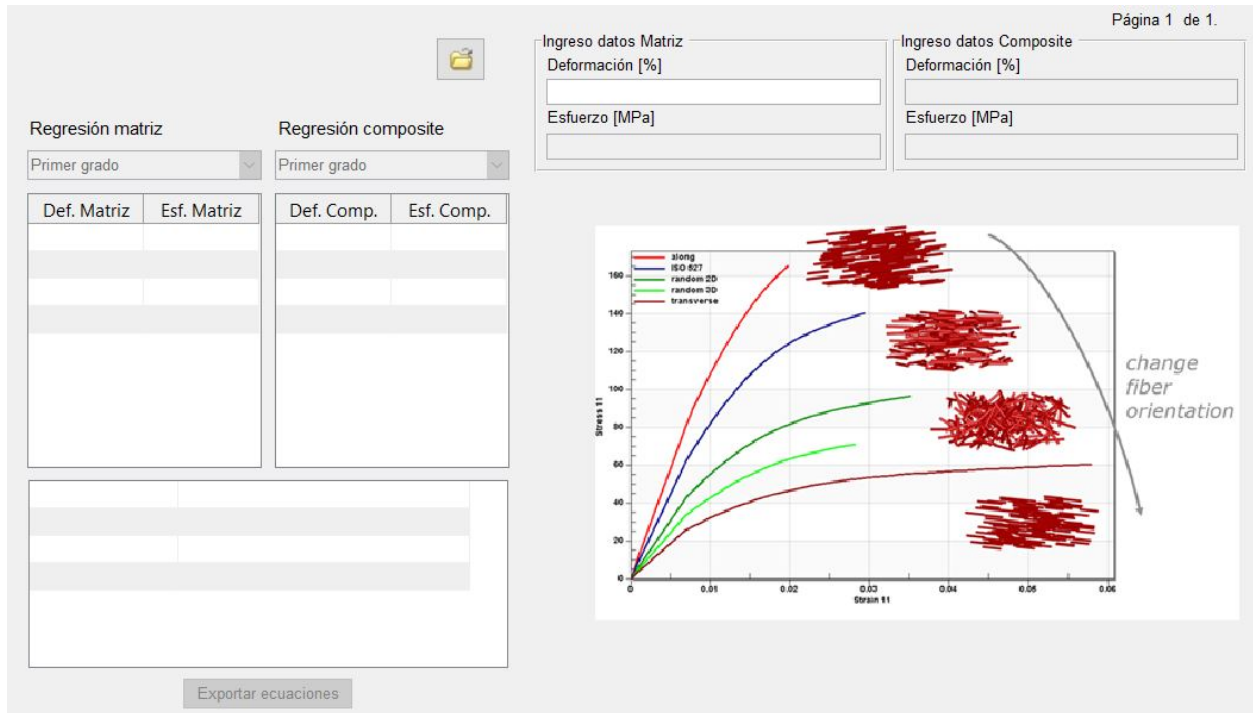 Página 1 de 1.
Ingreso datos Matriz
Deformación [%]
Esfuerzo [MPa]
Ingreso datos Composite
Deformación [%]
Esfuerzo [MPa]
Regresión matriz
Primer grado
Regresión composite
Primer grado
Def. Matriz Esf. Matriz
Def. Comp. Esf. Comp.
along
ISO 527
random 2D
random 3D
transverse
160
140
120
100
80
60
40
20
0
Stress 11
0 0.01 0.02 0.03 0.04 0.05 0.06
Strain 11
change
fiber
orientation
Exportar ecuaciones